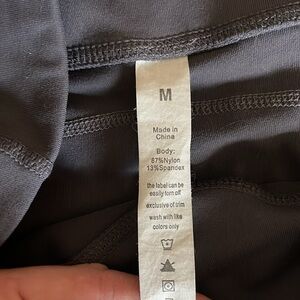 M
Made in
China
Body:
87%Nylon
13%Spandex
the label can be
easily turn off
exclusive of trim
wash with like
colors only